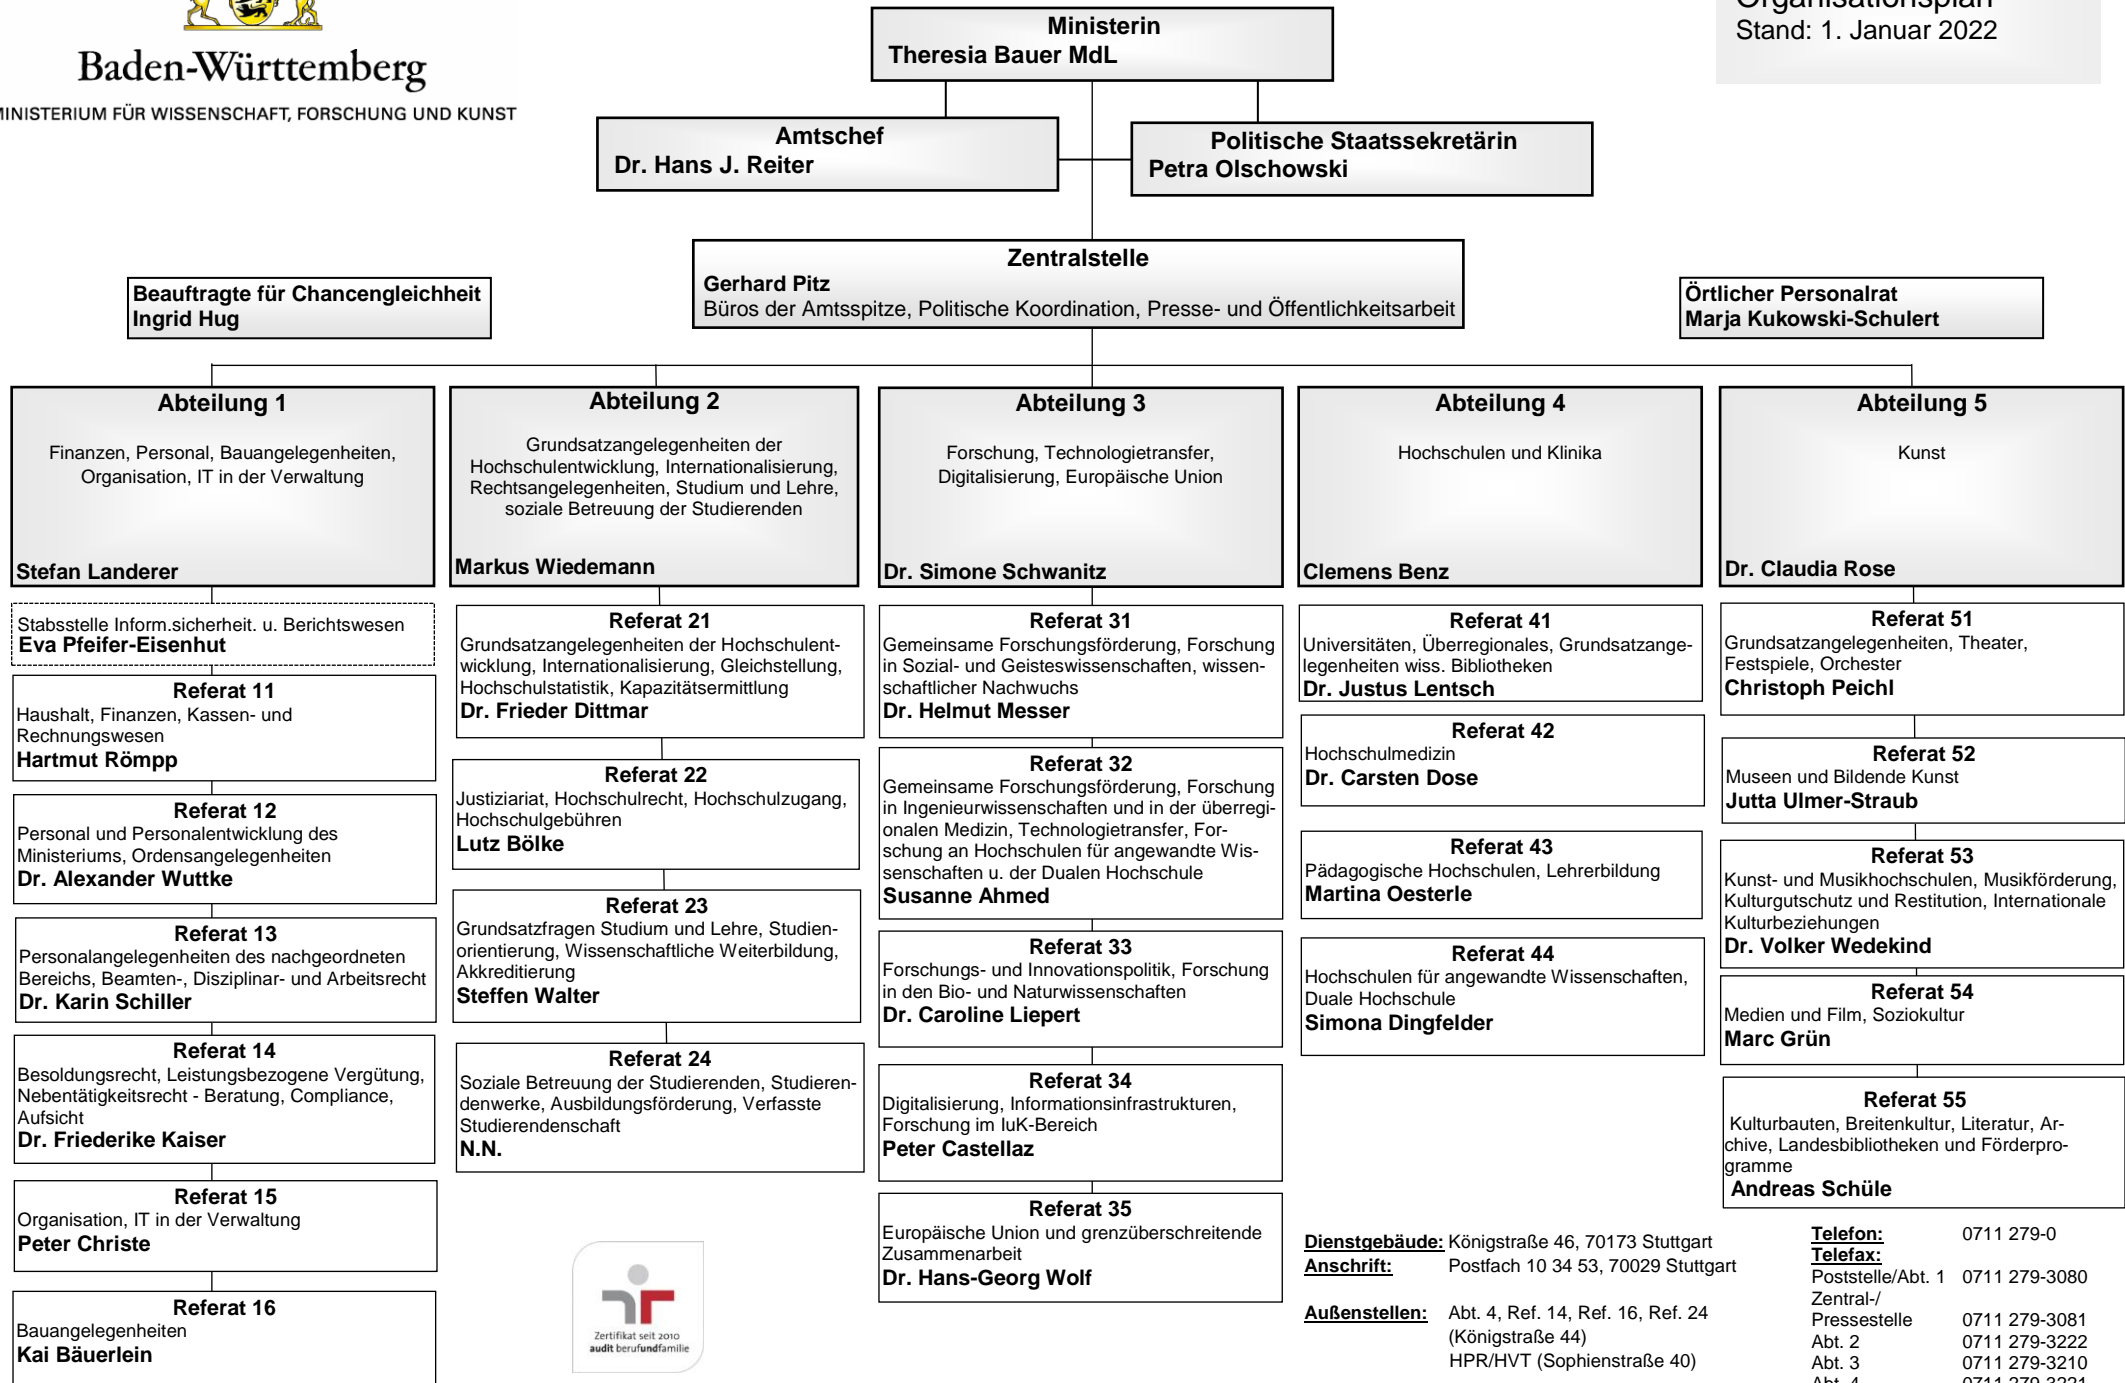 Organisationsplan
Stand: 1. Januar 2022
Baden-Württemberg
MINISTERIUM FÜR WISSENSCHAFT, FORSCHUNG UND KUNST
Ministerin
Theresia Bauer MdL
Amtschef
Dr. Hans J. Reiter
Politische Staatssekretärin
Petra Olschowski
Zentralstelle
Gerhard Pitz
Büros der Amtsspitze, Politische Koordination, Presse- und Öffentlichkeitsarbeit
Beauftragte für Chancengleichheit
Ingrid Hug
Örtlicher Personalrat
Marja Kukowski-Schulert
Abteilung 1
Finanzen, Personal, Bauangelegenheiten,
Organisation, IT in der Verwaltung
Stefan Landerer
Stabsstelle Inform.sicherheit. u. Berichtswesen
Eva Pfeifer-Eisenhut
Referat 11
Haushalt, Finanzen, Kassen- und
Rechnungswesen
Hartmut Römpp
Referat 12
Personal und Personalentwicklung des
Ministeriums, Ordensangelegenheiten
Dr. Alexander Wuttke
Referat 13
Personalangelegenheiten des nachgeordneten
Bereichs, Beamten-, Disziplinar- und Arbeitsrecht
Dr. Karin Schiller
Referat 14
Besoldungsrecht, Leistungsbezogene Vergütung,
Nebentätigkeitsrecht - Beratung, Compliance,
Aufsicht
Dr. Friederike Kaiser
Referat 15
Organisation, IT in der Verwaltung
Peter Christe
Referat 16
Bauangelegenheiten
Kai Bäuerlein
Abteilung 2
Grundsatzangelegenheiten der
Hochschulentwicklung, Internationalisierung,
Rechtsangelegenheiten, Studium und Lehre,
soziale Betreuung der Studierenden
Markus Wiedemann
Referat 21
Grundsatzangelegenheiten der Hochschulent-
wicklung, Internationalisierung, Gleichstellung,
Hochschulstatistik, Kapazitätsermittlung
Dr. Frieder Dittmar
Referat 22
Justiziariat, Hochschulrecht, Hochschulzugang,
Hochschulgebühren
Lutz Bölke
Referat 23
Grundsatzfragen Studium und Lehre, Studien-
orientierung, Wissenschaftliche Weiterbildung,
Akkreditierung
Steffen Walter
Referat 24
Soziale Betreuung der Studierenden, Studieren-
denwerke, Ausbildungsförderung, Verfasste
Studierendenschaft
N.N.
Zertifikat seit 2010
audit berufundfamilie
Abteilung 3
Forschung, Technologietransfer,
Digitalisierung, Europäische Union
Dr. Simone Schwanitz
Referat 31
Gemeinsame Forschungsförderung, Forschung
in Sozial- und Geisteswissenschaften, wissen-
schaftlicher Nachwuchs
Dr. Helmut Messer
Referat 32
Gemeinsame Forschungsförderung, Forschung
in Ingenieurwissenschaften und in der überregi-
onalen Medizin, Technologietransfer, For-
schung an Hochschulen für angewandte Wis-
senschaften u. der Dualen Hochschule
Susanne Ahmed
Referat 33
Forschungs- und Innovationspolitik, Forschung
in den Bio- und Naturwissenschaften
Dr. Caroline Liepert
Referat 34
Digitalisierung, Informationsinfrastrukturen,
Forschung im IuK-Bereich
Peter Castellaz
Referat 35
Europäische Union und grenzüberschreitende
Zusammenarbeit
Dr. Hans-Georg Wolf
Abteilung 4
Hochschulen und Klinika
Clemens Benz
Referat 41
Universitäten, Überregionales, Grundsatzange-
legenheiten wiss. Bibliotheken
Dr. Justus Lentsch
Referat 42
Hochschulmedizin
Dr. Carsten Dose
Referat 43
Pädagogische Hochschulen, Lehrerbildung
Martina Oesterle
Referat 44
Hochschulen für angewandte Wissenschaften,
Duale Hochschule
Simona Dingfelder
Abteilung 5
Kunst
Dr. Claudia Rose
Referat 51
Grundsatzangelegenheiten, Theater,
Festspiele, Orchester
Christoph Peichl
Referat 52
Museen und Bildende Kunst
Jutta Ulmer-Straub
Referat 53
Kunst- und Musikhochschulen, Musikförderung,
Kulturgutschutz und Restitution, Internationale
Kulturbeziehungen
Dr. Volker Wedekind
Referat 54
Medien und Film, Soziokultur
Marc Grün
Referat 55
Kulturbauten, Breitenkultur, Literatur, Ar-
chive, Landesbibliotheken und Förderpro-
gramme
Andreas Schüle
Dienstgebäude: Königstraße 46, 70173 Stuttgart
Anschrift: Postfach 10 34 53, 70029 Stuttgart
Außenstellen: Abt. 4, Ref. 14, Ref. 16, Ref. 24
(Königstraße 44)
HPR/HVT (Sophienstraße 40)
Telefon: 0711 279-0
Telefax:
Poststelle/Abt. 1 0711 279-3080
Zentral-/
Pressestelle 0711 279-3081
Abt. 2 0711 279-3222
Abt. 3 0711 279-3210
Abt. 4 0711 279-3221